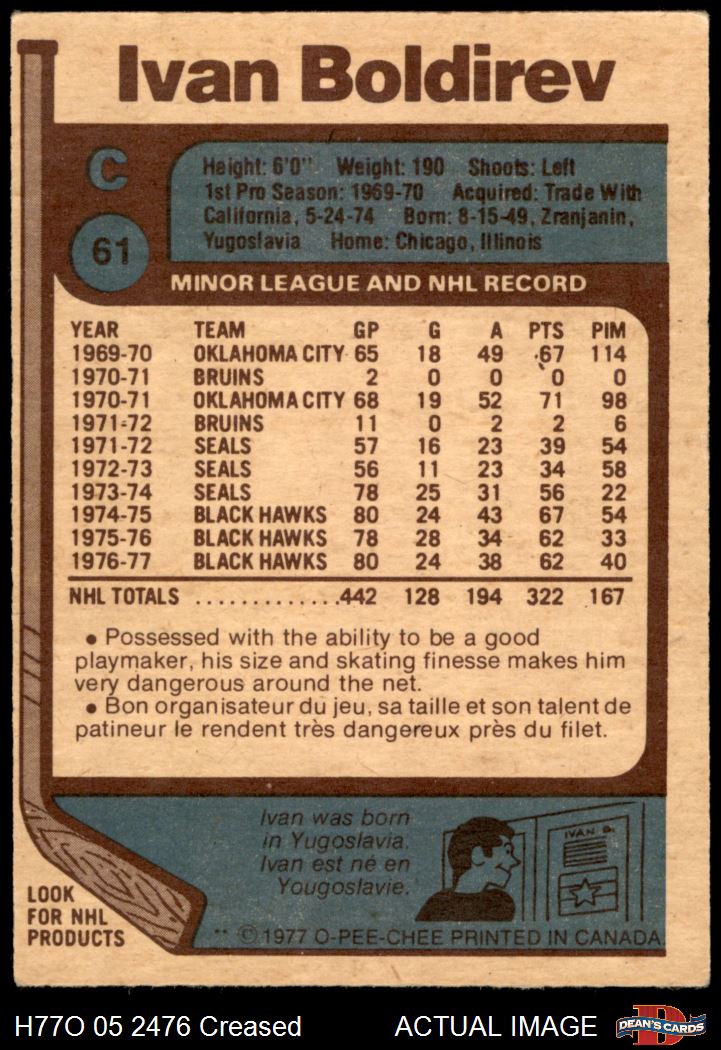 Ivan Boldirev
C
61
Height: 6'0" Weight: 190 Shoots: Left
1st Pro Season: 1969-70 Acquired: Trade With
California, 5-24-74 Born: 8-15-49, Zranjanin,
Yugoslavia Home: Chicago, Illinois
MINOR LEAGUE AND NHL RECORD
YEAR TEAM GP G A PTS PIM
1969-70 OKLAHOMA CITY 65 18 49 67 114
1970-71 BRUINS 2 0 0 0 0
1970-71 OKLAHOMA CITY 68 19 52 71 98
1971-72 BRUINS 11 0 2 2 6
1971-72 SEALS 57 16 23 39 54
1972-73 SEALS 56 11 23 34 58
1973-74 SEALS 78 25 31 56 22
1974-75 BLACK HAWKS 80 24 43 67 54
1975-76 BLACK HAWKS 78 28 34 62 33
1976-77 BLACK HAWKS 80 24 38 62 40
NHL TOTALS .............442 128 194 322 167
• Possessed with the ability to be a good
playmaker, his size and skating finesse makes him
very dangerous around the net.
• Bon organisateur du jeu, sa taille et son talent de
patineur le rendent très dangereux près du filet.
Ivan was born
in Yugoslavia.
Ivan est né en
Yougoslavie.
IVAN B.
LOOK
FOR NHL
PRODUCTS
** © 1977 O-PEE-CHEE PRINTED IN CANADA
H77O 05 2476 Creased ACTUAL IMAGE
D
DEAN'S CARDS